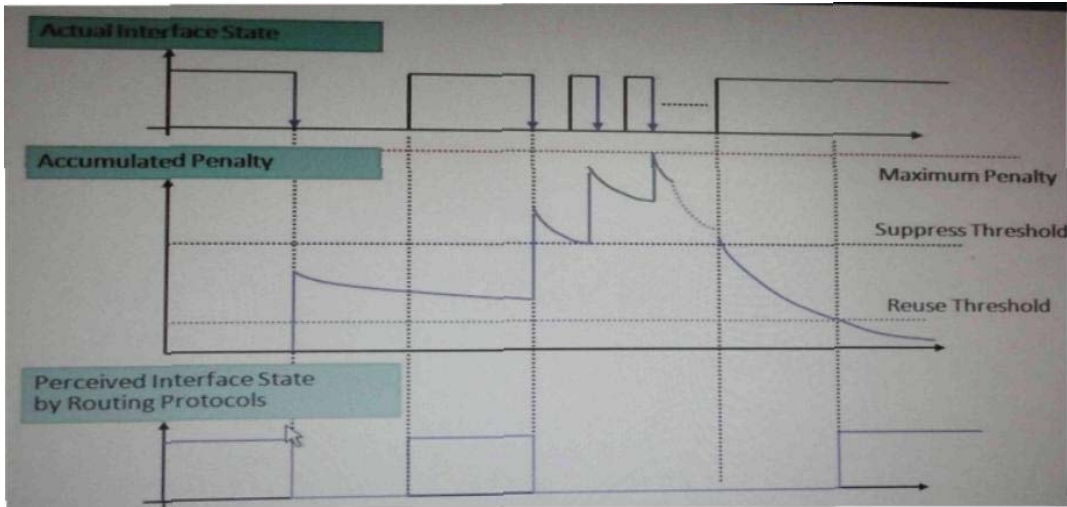 Actual Interface State
Accumulated Penalty
Maximum Penalty
Suppress Threshold
Reuse Threshold
Perceived Interface State
by Routing Protocols